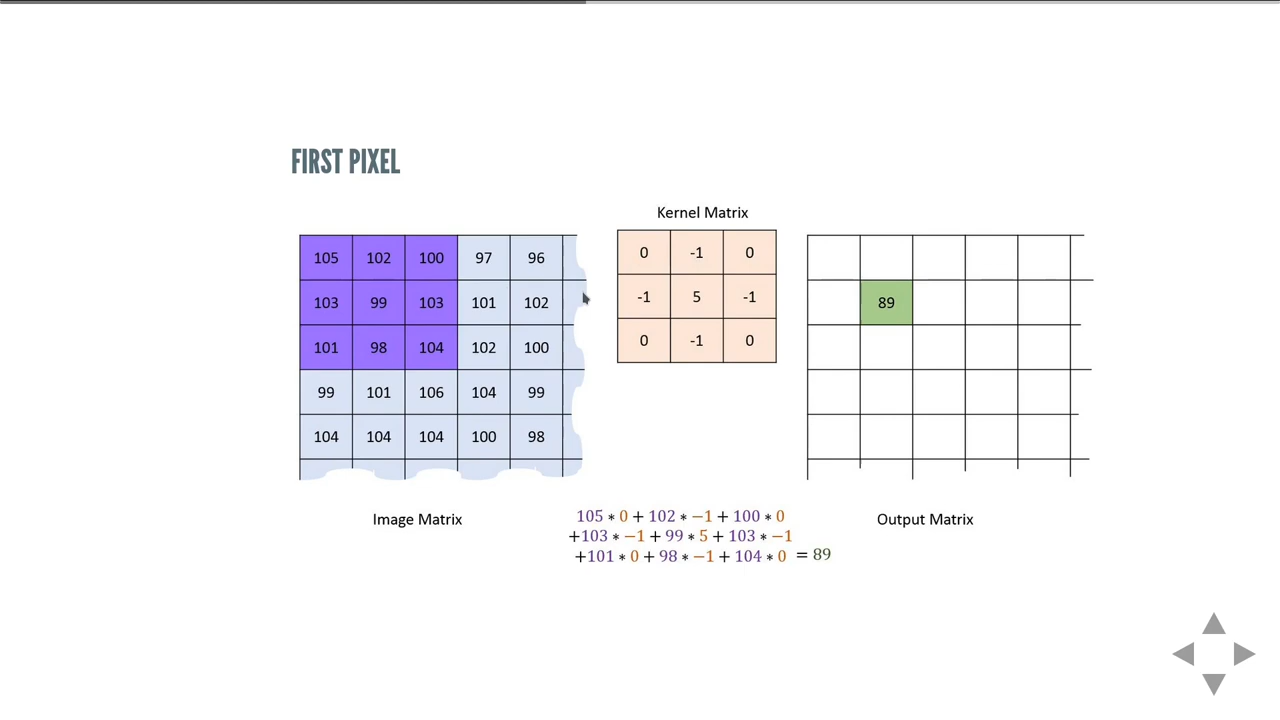 FIRST PIXEL
Kernel Matrix
105 102 100 97 96
103 99 103 101 102
101 98 104 102 100
99 101 106 104 99
104 104 104 100 98
0 -1 0
-1 5 -1
0 -1 0
89
Image Matrix
105 ∗ 0 + 102 ∗ −1 + 100 ∗ 0
+103 ∗ −1 + 99 ∗ 5 + 103 ∗ −1
+101 ∗ 0 + 98 ∗ −1 + 104 ∗ 0 = 89
Output Matrix